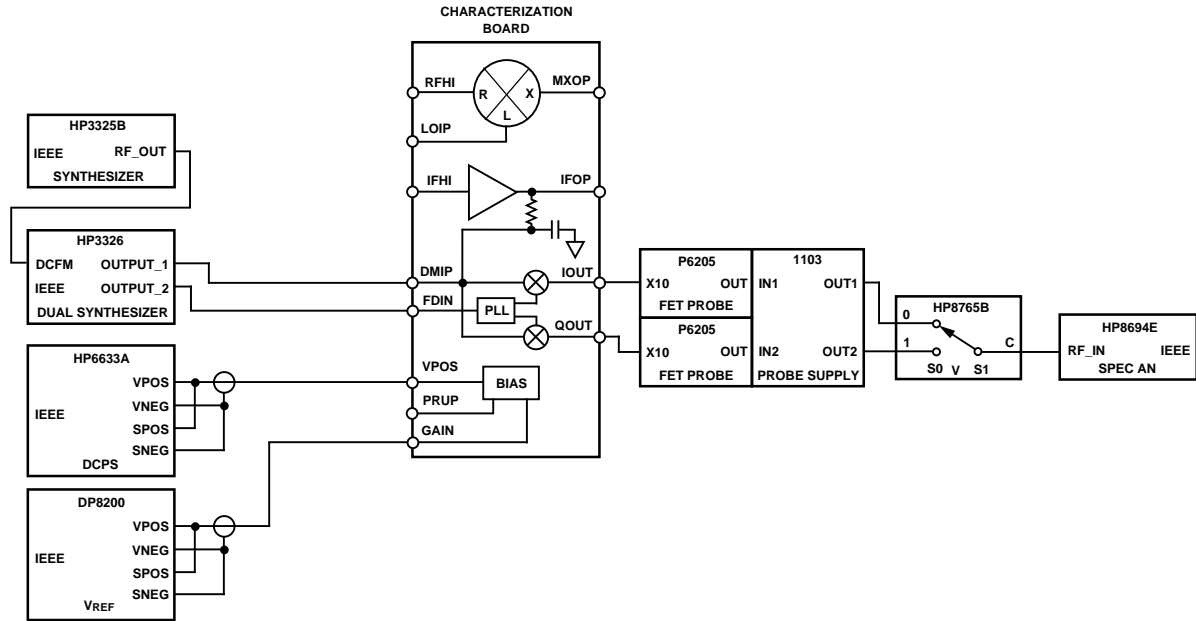 CHARACTERIZATION
BOARD
RFHI
R
X
L
MXOP
LOIP
IFHI
IFOP
DMIP
IOUT
FDIN
PLL
QOUT
VPOS
BIAS
PRUP
GAIN
HP3325B
IEEE RF_OUT
SYNTHESIZER
HP3326
DCFM OUTPUT_1
IEEE OUTPUT_2
DUAL SYNTHESIZER
HP6633A
VPOS
VNEG
IEEE
SPOS
SNEG
DCPS
DP8200
VPOS
VNEG
IEEE
SPOS
SNEG
VREF
P6205
X10 OUT
FET PROBE
P6205
X10 OUT
FET PROBE
1103
IN1 OUT1
IN2 OUT2
PROBE SUPPLY
HP8765B
0
1
C
S0 V S1
HP8694E
RF_IN IEEE
SPEC AN